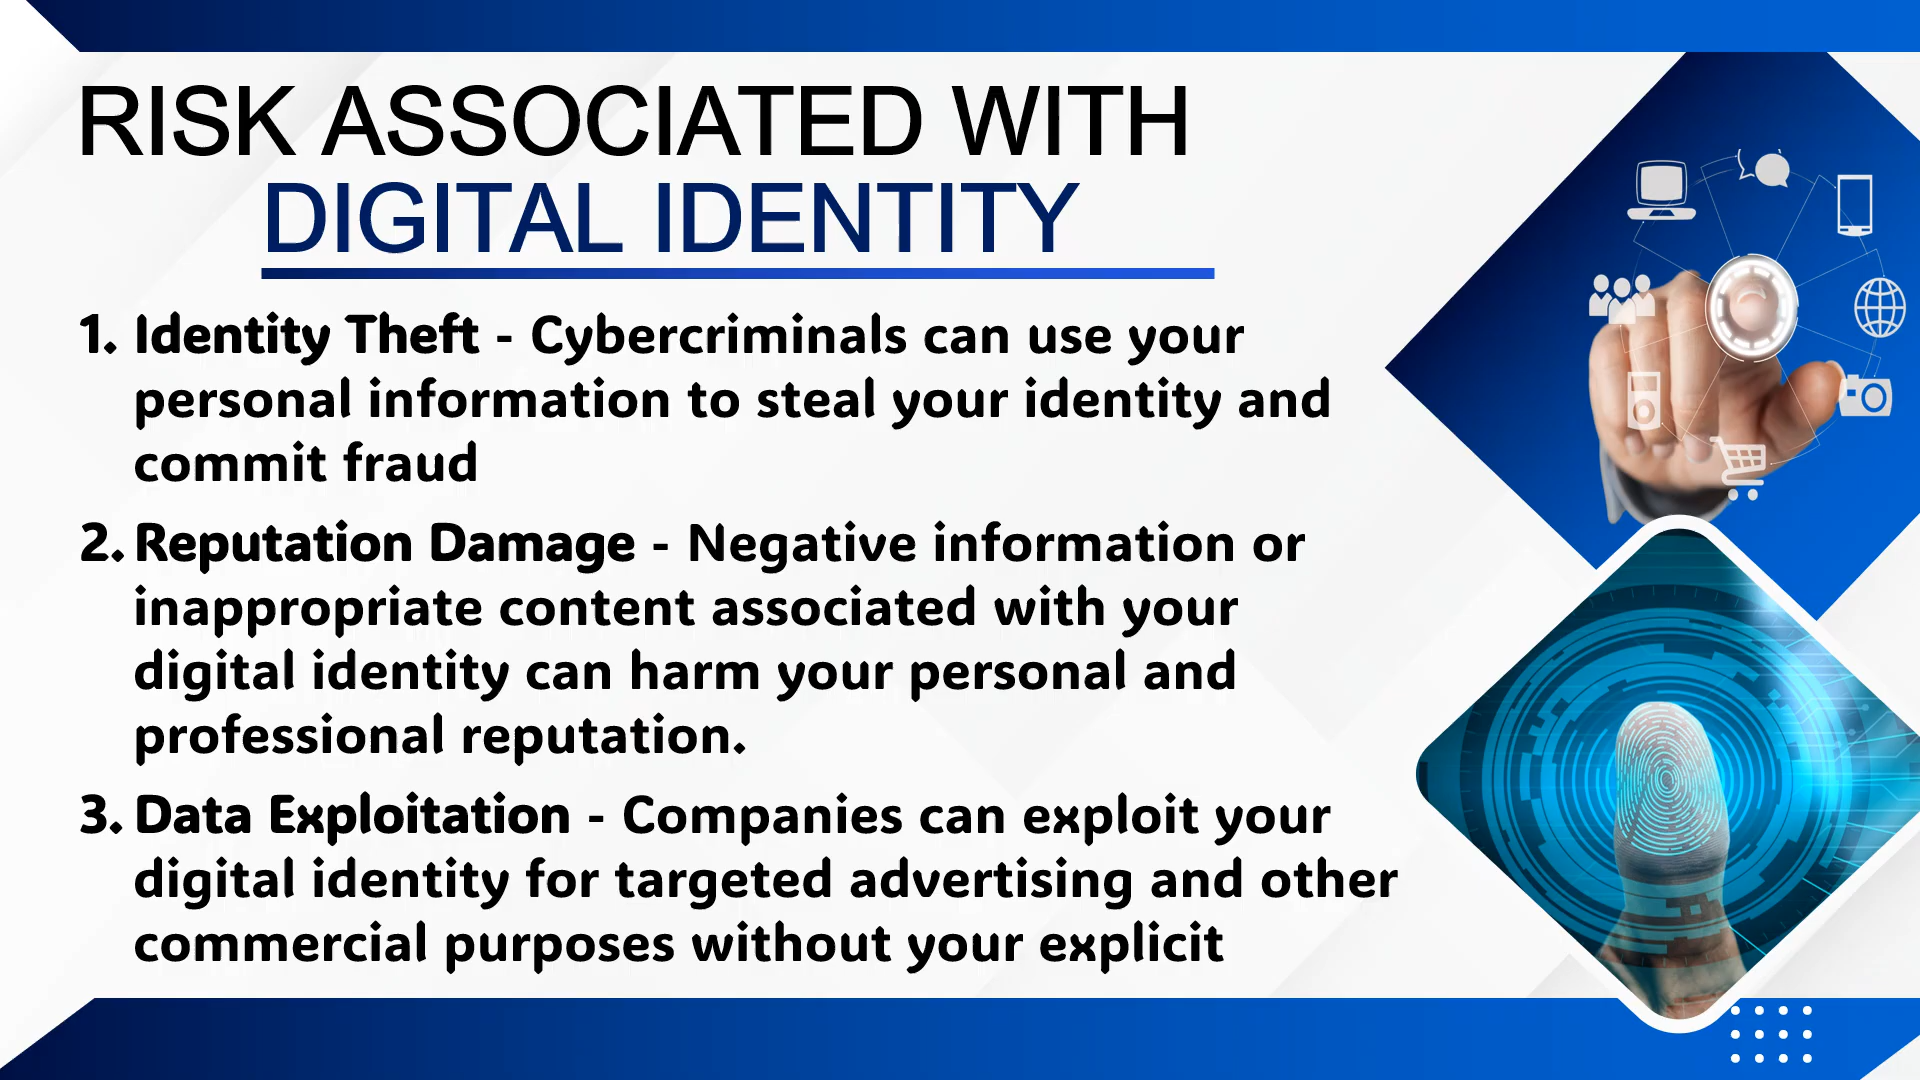 RISK ASSOCIATED WITH
DIGITAL IDENTITY
1. Identity Theft - Cybercriminals can use your
personal information to steal your identity and
commit fraud
2. Reputation Damage - Negative information or
inappropriate content associated with your
digital identity can harm your personal and
professional reputation.
3. Data Exploitation - Companies can exploit your
digital identity for targeted advertising and other
commercial purposes without your explicit